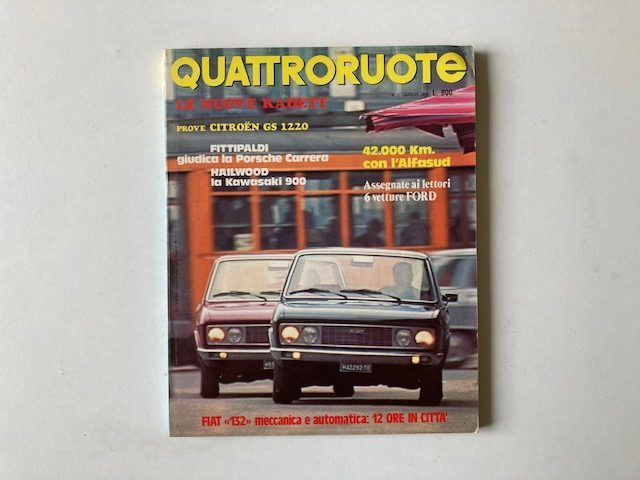 QUATTRORUOTE
L. 800
LE NUOVE KADETT
PROVE CITROËN GS 1220
FITTIPALDI
giudica la Porsche Carrera
HAILWOOD
la Kawasaki 900
42.000 Km.
con l'Alfasud
Assegnate ai lettori
6 vetture FORD
FIAT «132» meccanica e automatica: 12 ORE IN CITTA'